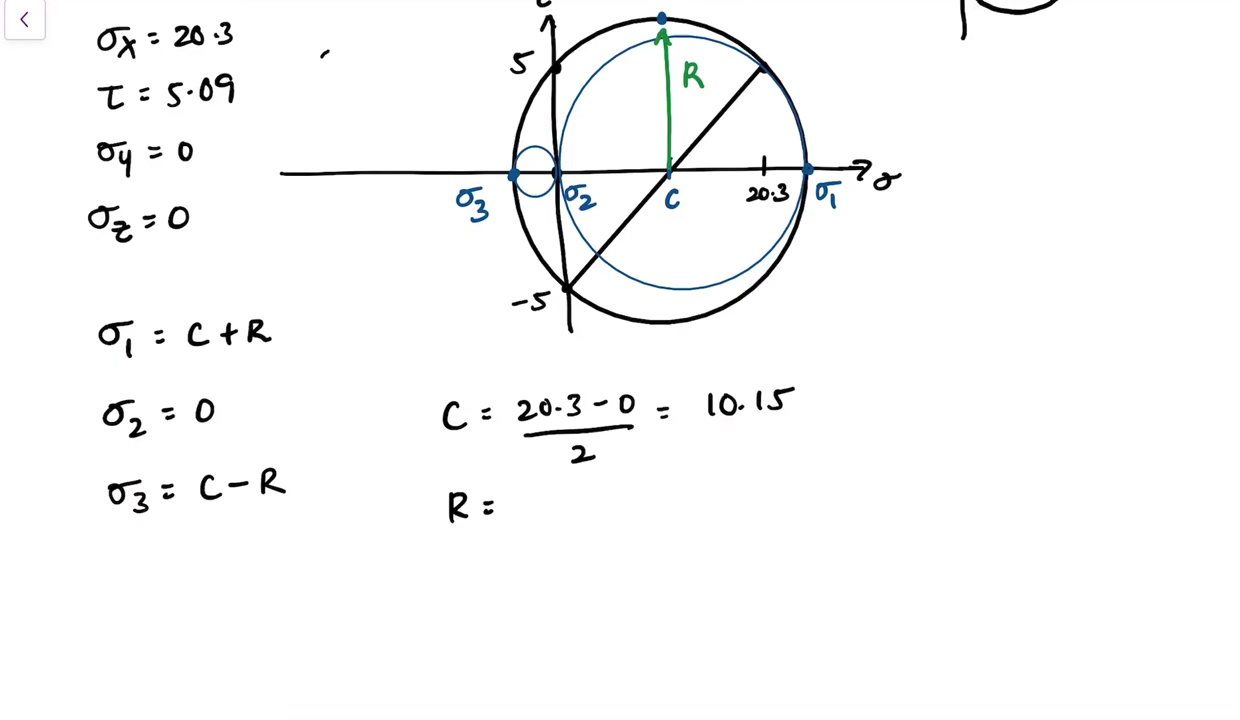 σx = 20.3
τ = 5.09
σy = 0
σz = 0
5
R
σ3
σ2
C
20.3
σ1
σ
-5
σ1 = C + R
σ2 = 0
σ3 = C - R
C = 20.3 - 0 / 2 = 10.15
R =